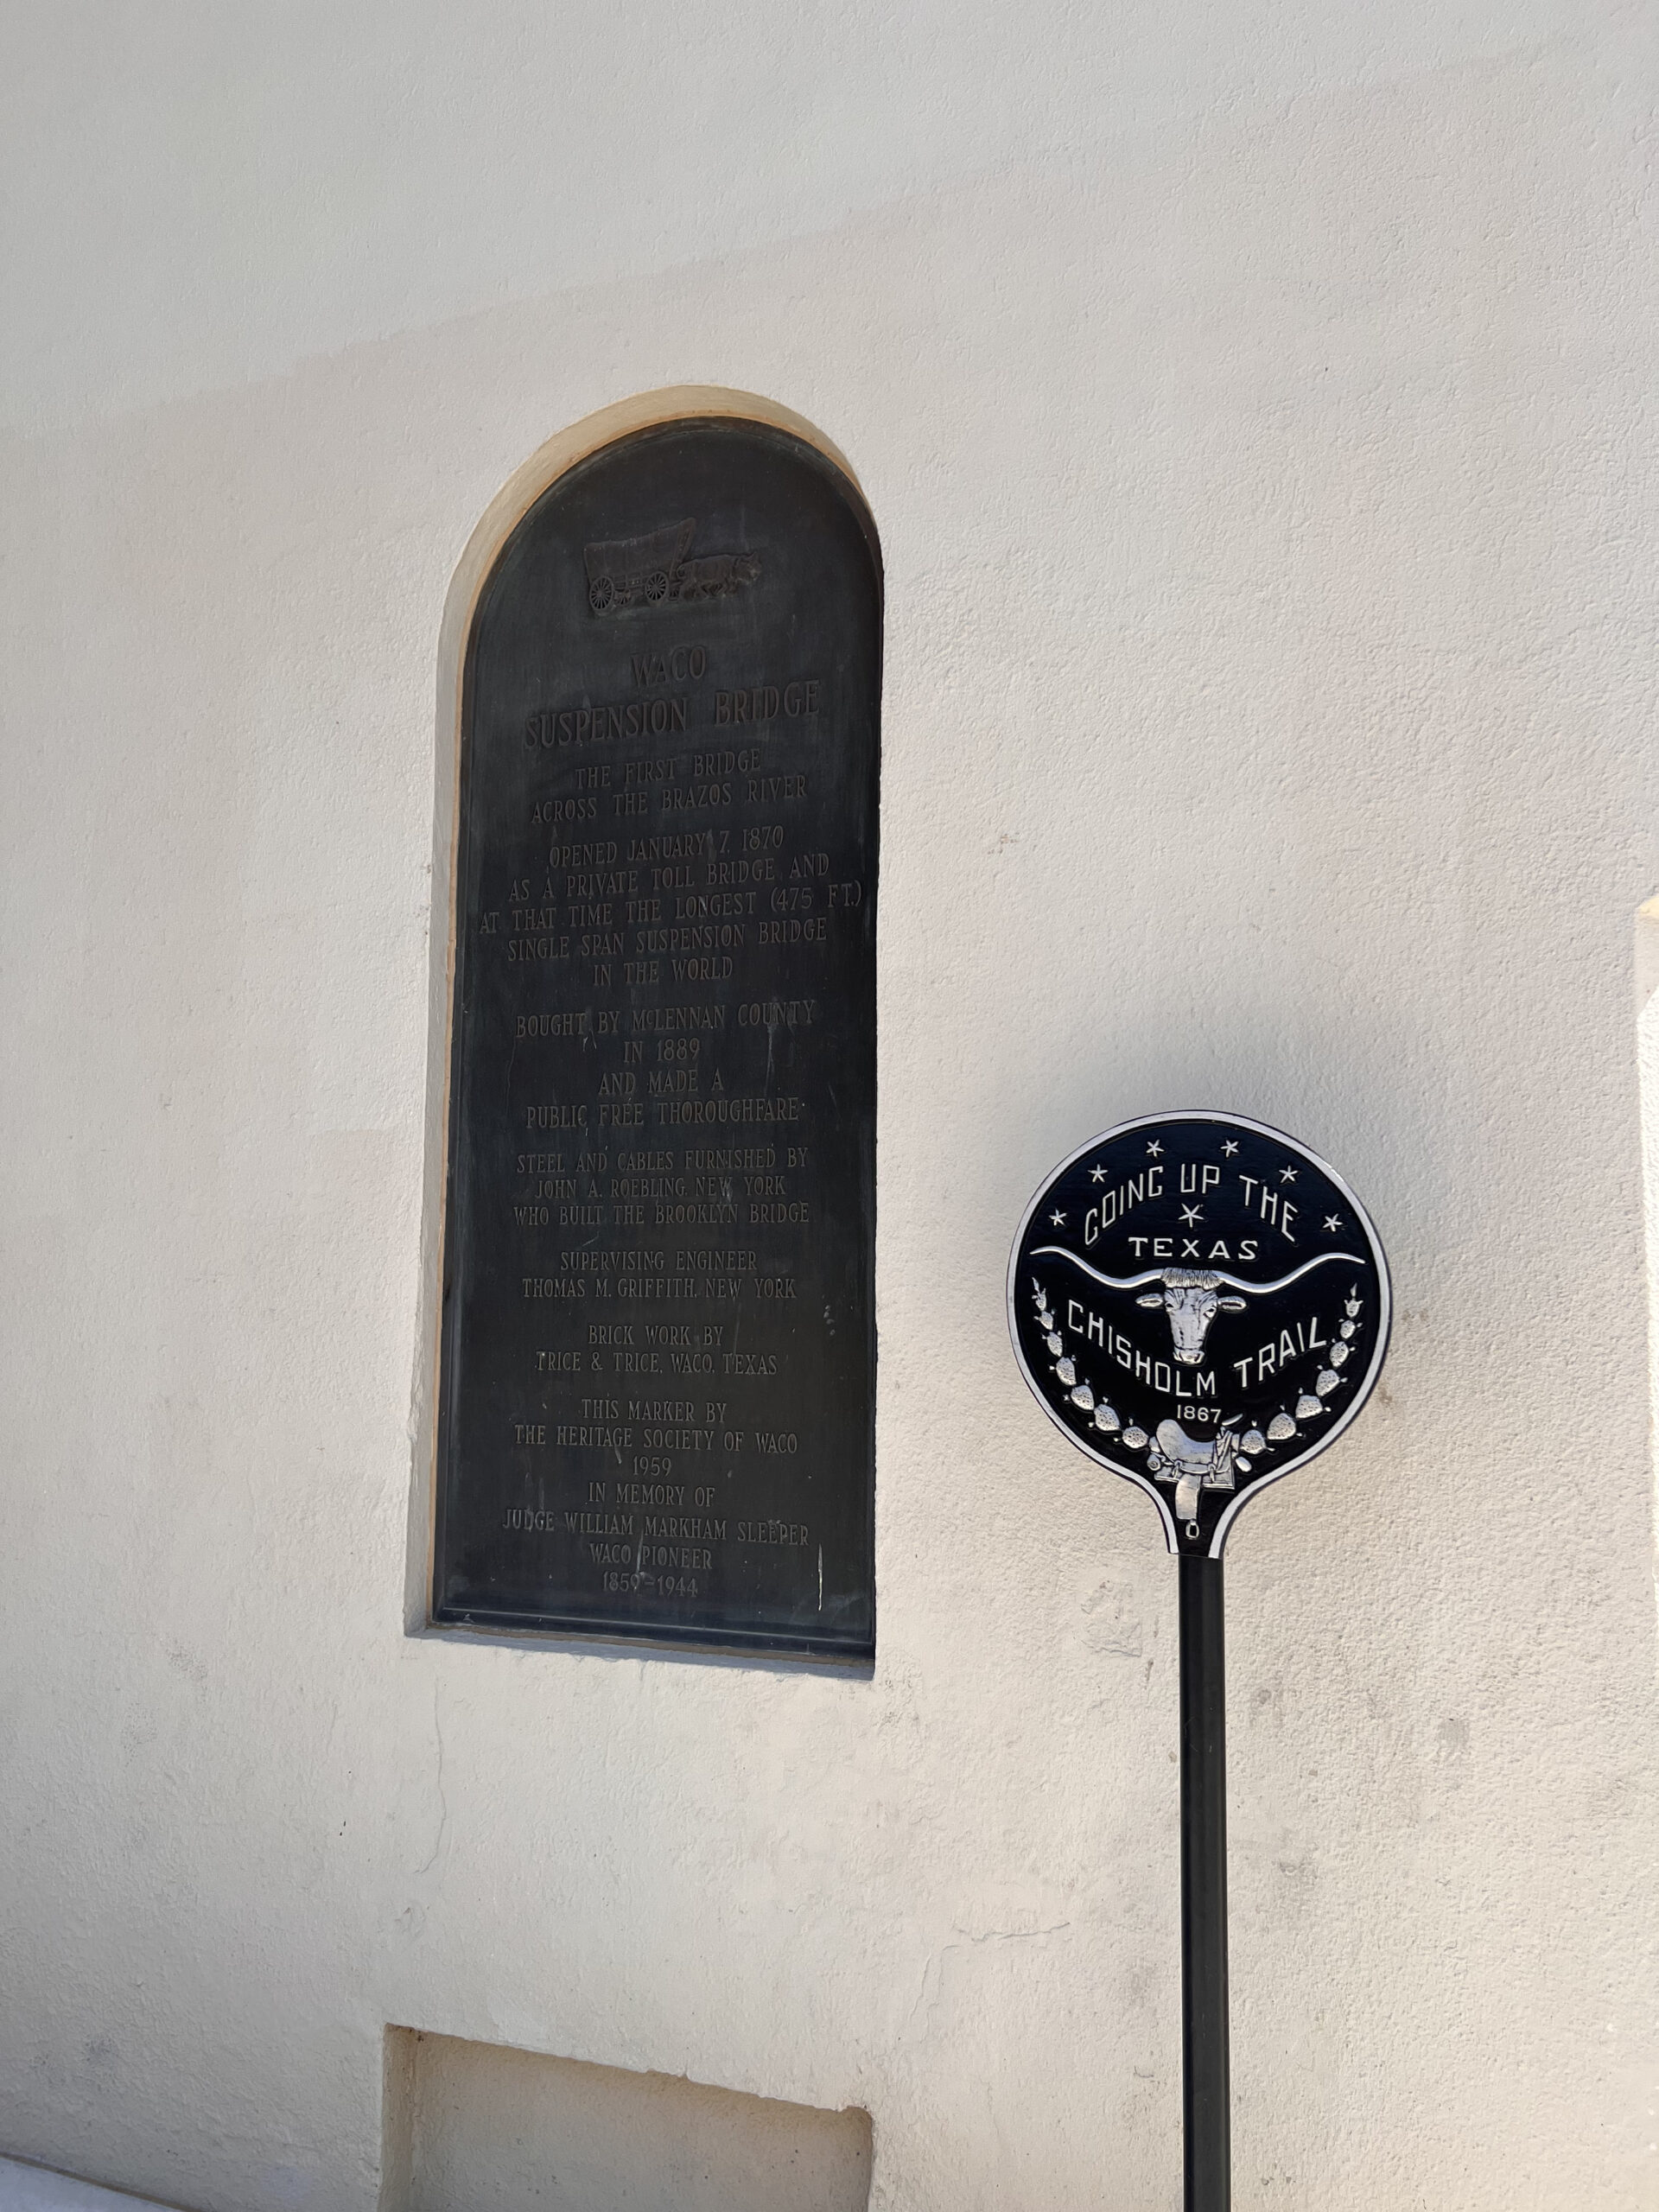 WACO
SUSPENSION BRIDGE
THE FIRST BRIDGE
ACROSS THE BRAZOS RIVER
OPENED JANUARY 7, 1870
AS A PRIVATE TOLL BRIDGE AND
AT THAT TIME THE LONGEST (475 FT.)
SINGLE SPAN SUSPENSION BRIDGE
IN THE WORLD
BOUGHT BY McLENNAN COUNTY
IN 1889
AND MADE A
PUBLIC FREE THOROUGHFARE
STEEL AND CABLES FURNISHED BY
JOHN A. ROEBLING, NEW YORK
WHO BUILT THE BROOKLYN BRIDGE
SUPERVISING ENGINEER
THOMAS M. GRIFFITH, NEW YORK
BRICK WORK BY
TRICE & TRICE, WACO, TEXAS
THIS MARKER BY
THE HERITAGE SOCIETY OF WACO
1959
IN MEMORY OF
JUDGE WILLIAM MARKHAM SLEEPER
WACO PIONEER
1859-1944
GOING UP THE
TEXAS
CHISHOLM TRAIL
1867